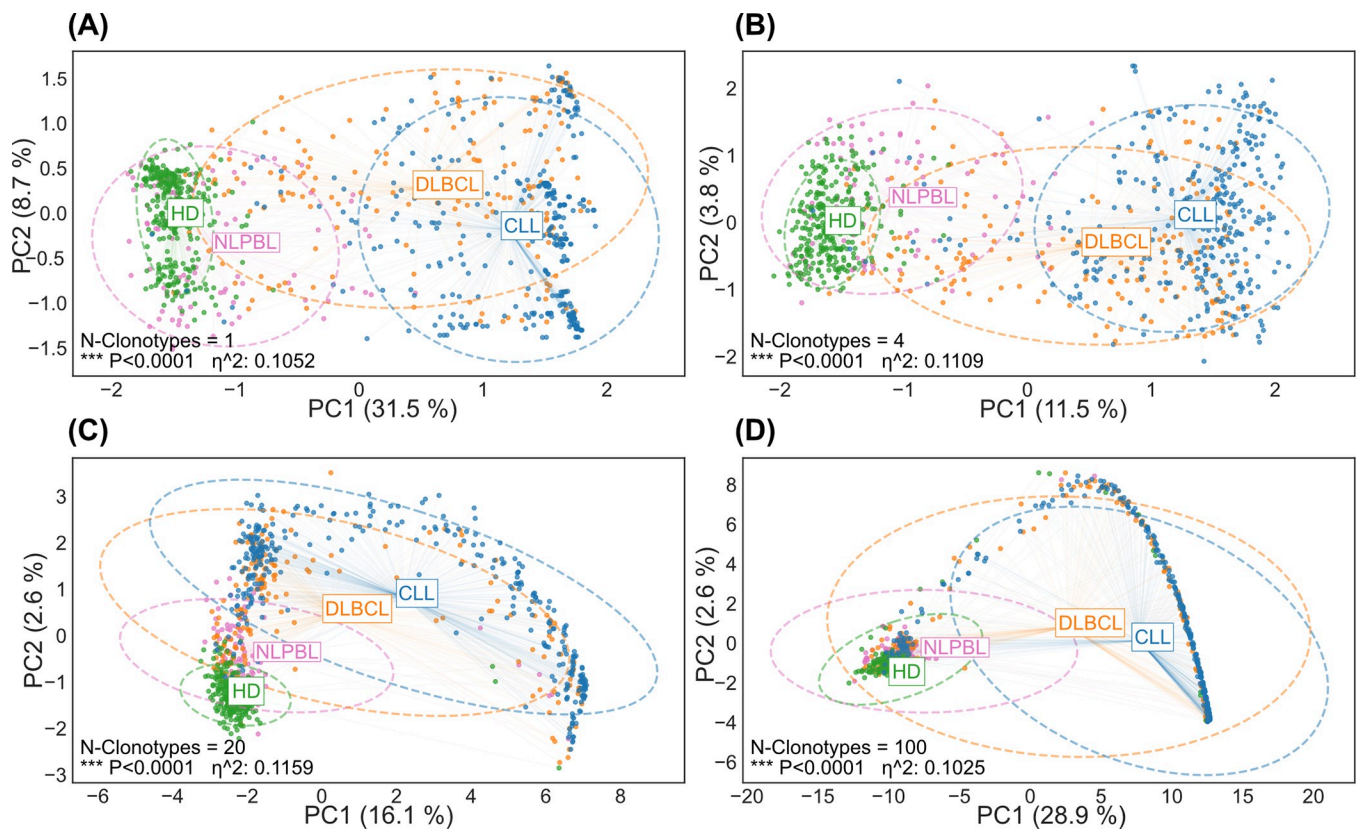 (A)
PC2 (8.7 %)
1.5
1.0
0.5
0.0
−0.5
−1.0
−1.5
DLBCL
HD
CLL
NLPBL
N-Clonotypes = 1
*** P<0.0001 η^2: 0.1052
−2 −1 0 1 2
PC1 (31.5 %)
(B)
PC2 (3.8 %)
2
1
0
−1
−2
NLPBL
HD
CLL
DLBCL
N-Clonotypes = 4
*** P<0.0001 η^2: 0.1109
−2 −1 0 1 2
PC1 (11.5 %)
(C)
PC2 (2.6 %)
3
2
1
0
−1
−2
−3
CLL
DLBCL
NLPBL
HD
N-Clonotypes = 20
*** P<0.0001 η^2: 0.1159
−6 −4 −2 0 2 4 6 8
PC1 (16.1 %)
(D)
PC2 (2.6 %)
8
6
4
2
0
−2
−4
−6
DLBCL
CLL
NLPBL
HD
N-Clonotypes = 100
*** P<0.0001 η^2: 0.1025
−20 −15 −10 −5 0 5 10 15 20
PC1 (28.9 %)